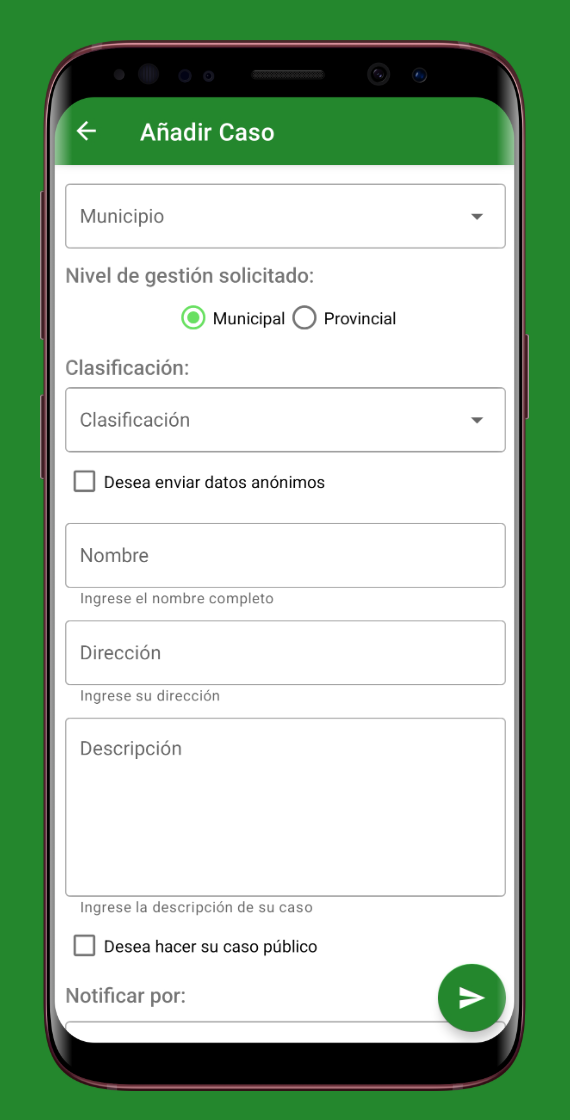 Añadir Caso
Municipio
Nivel de gestión solicitado:
Municipal Provincial
Clasificación:
Clasificación
Desea enviar datos anónimos
Nombre
Ingrese el nombre completo
Dirección
Ingrese su dirección
Descripción
Ingrese la descripción de su caso
Desea hacer su caso público
Notificar por: